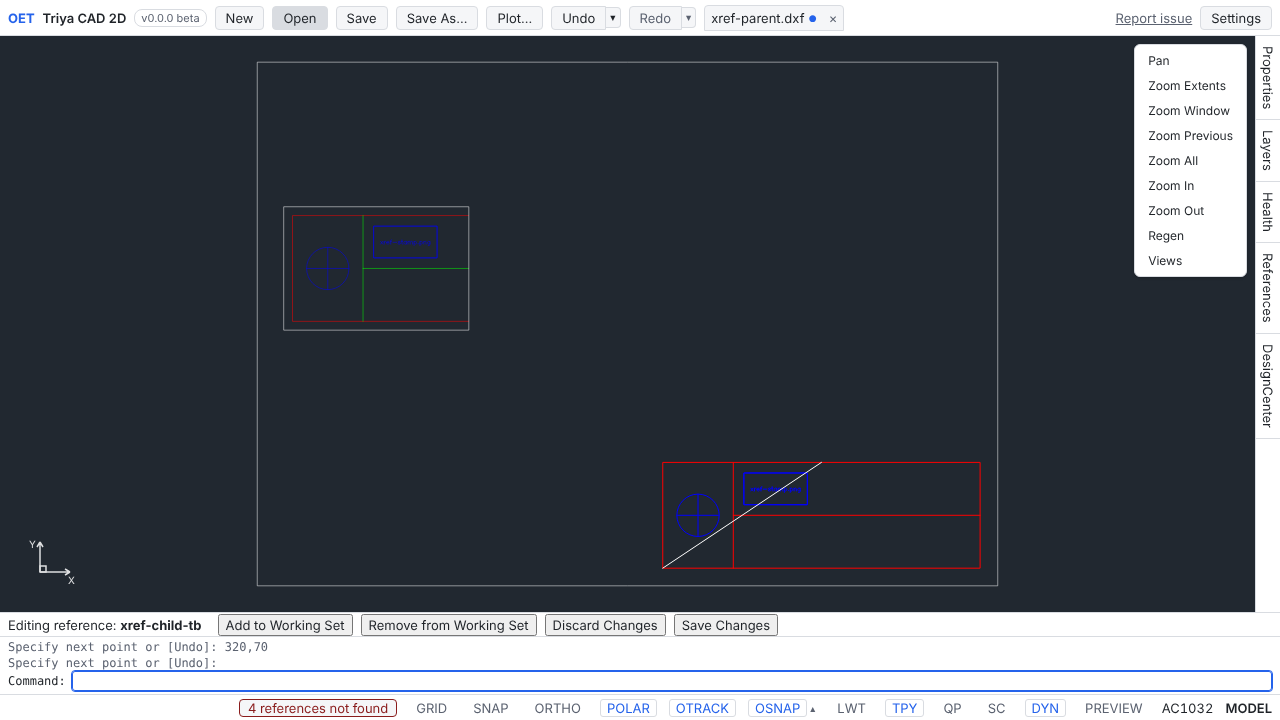 OET Triya CAD 2D v0.0.0 beta New Open Save Save As... Plot... Undo ▾ Redo ▾ xref-parent.dxf × Report issue Settings
Pan
Zoom Extents
Zoom Window
Zoom Previous
Zoom All
Zoom In
Zoom Out
Regen
Views
Properties
Layers
Health
References
DesignCenter
Y
X
Editing reference: xref-child-tb Add to Working Set Remove from Working Set Discard Changes Save Changes
Specify next point or [Undo]: 320,70
Specify next point or [Undo]:
Command:
4 references not found GRID SNAP ORTHO POLAR OTRACK OSNAP ▴ LWT TPY QP SC DYN PREVIEW AC1032 MODEL